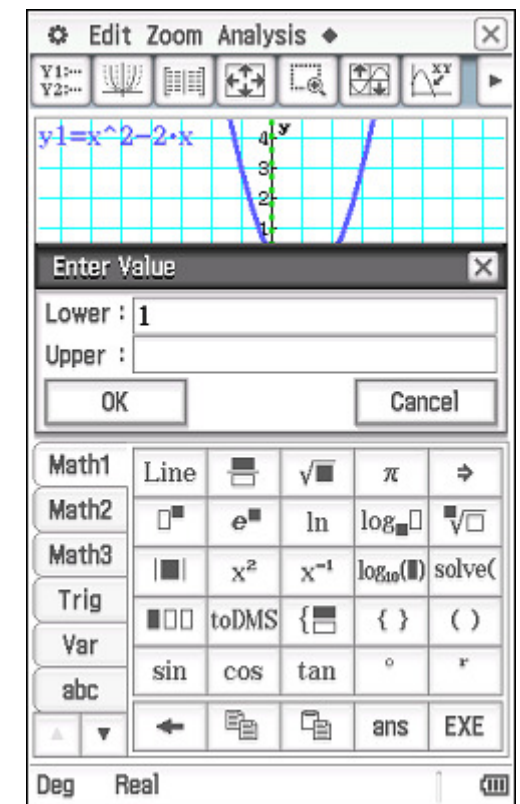 Edit Zoom Analysis
Y1:... XY
Y2:...
y1=x^2-2·x 4 y
3
2
1
Enter Value
Lower : 1
Upper :
OK Cancel
Math1 Line √■ π ⇒
Math2 □■ e■ ln log■□ ■√□
Math3 |■| x² x⁻¹ log₁₀(■) solve(
Trig ■□□ toDMS { { } ( )
Var sin cos tan ° r
abc
ans EXE
Deg Real